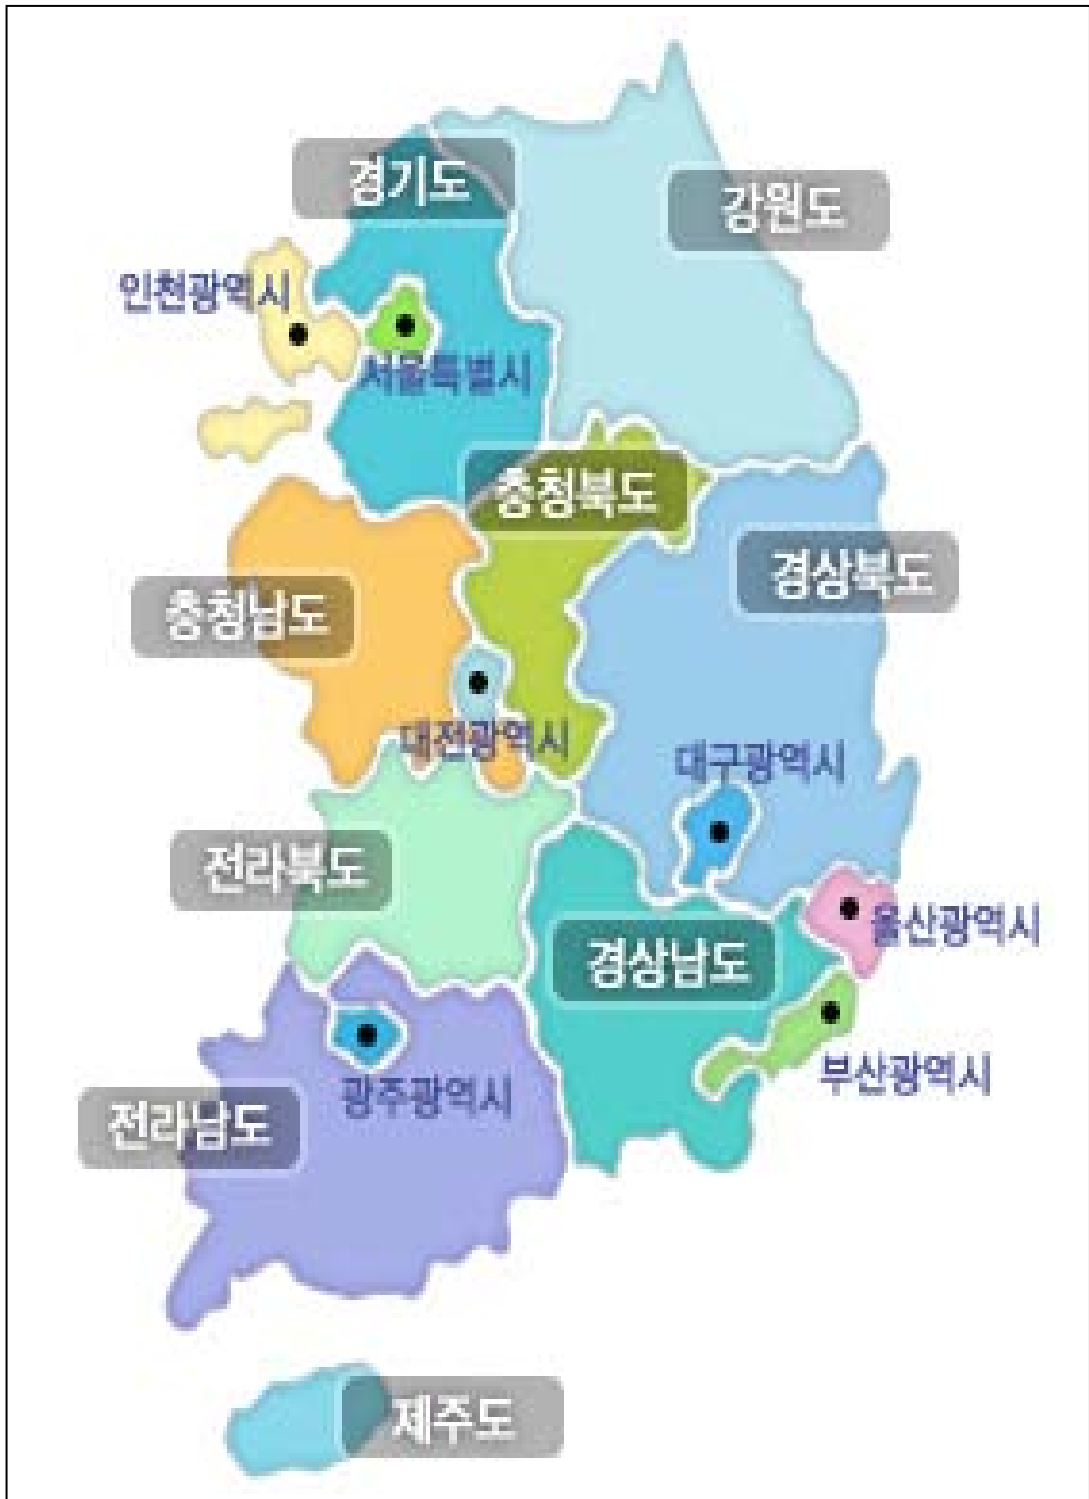 경기도
강원도
인천광역시
서울특별시
충청북도
경상북도
충청남도
대전광역시
대구광역시
전라북도
울산광역시
경상남도
부산광역시
광주광역시
전라남도
제주도